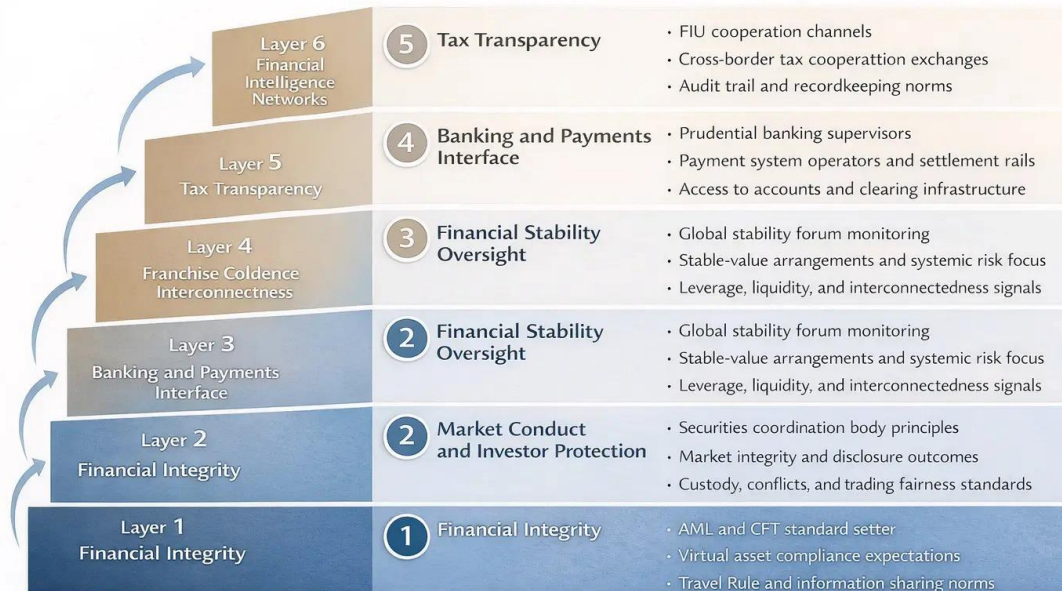 Layer 6
Financial
Intelligence
Networks
5
Tax Transparency
• FIU cooperation channels
• Cross-border tax cooperattion exchanges
• Audit trail and recordkeeping norms
Layer 5
Tax Transparency
4
Banking and Payments
Interface
• Prudential banking supervisors
• Payment system operators and settlement rails
• Access to accounts and clearing infrastructure
Layer 4
Franchise Coldence
Interconnectness
3
Financial Stability
Oversight
• Global stability forum monitoring
• Stable-value arrangements and systemic risk focus
• Leverage, liquidity, and interconnectedness signals
Layer 3
Banking and Payments
Interface
2
Financial Stability
Oversight
• Global stability forum monitoring
• Stable-value arrangements and systemic risk focus
• Leverage, liquidity, and interconnectedness signals
Layer 2
Financial Integrity
2
Market Conduct
and Investor Protection
• Securities coordination body principles
• Market integrity and disclosure outcomes
• Custody, conflicts, and trading fairness standards
Layer 1
Financial Integrity
1
Financial Integrity
• AML and CFT standard setter
• Virtual asset compliance expectations
• Travel Rule and information sharing norms